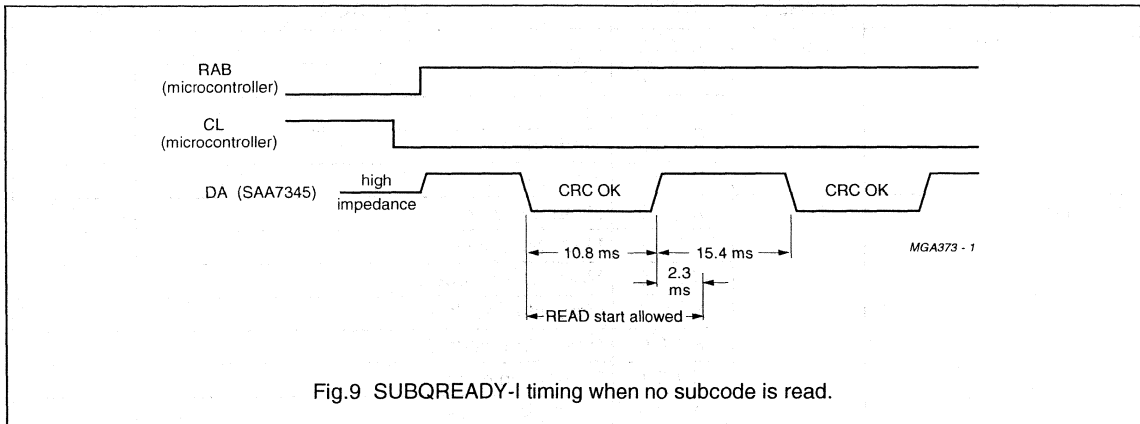 RAB
(microcontroller)
CL
(microcontroller)
DA (SAA7345)
high
impedance
CRC OK
CRC OK
10.8 ms
15.4 ms
2.3
ms
READ start allowed
MGA373 - 1
Fig.9 SUBQREADY-I timing when no subcode is read.